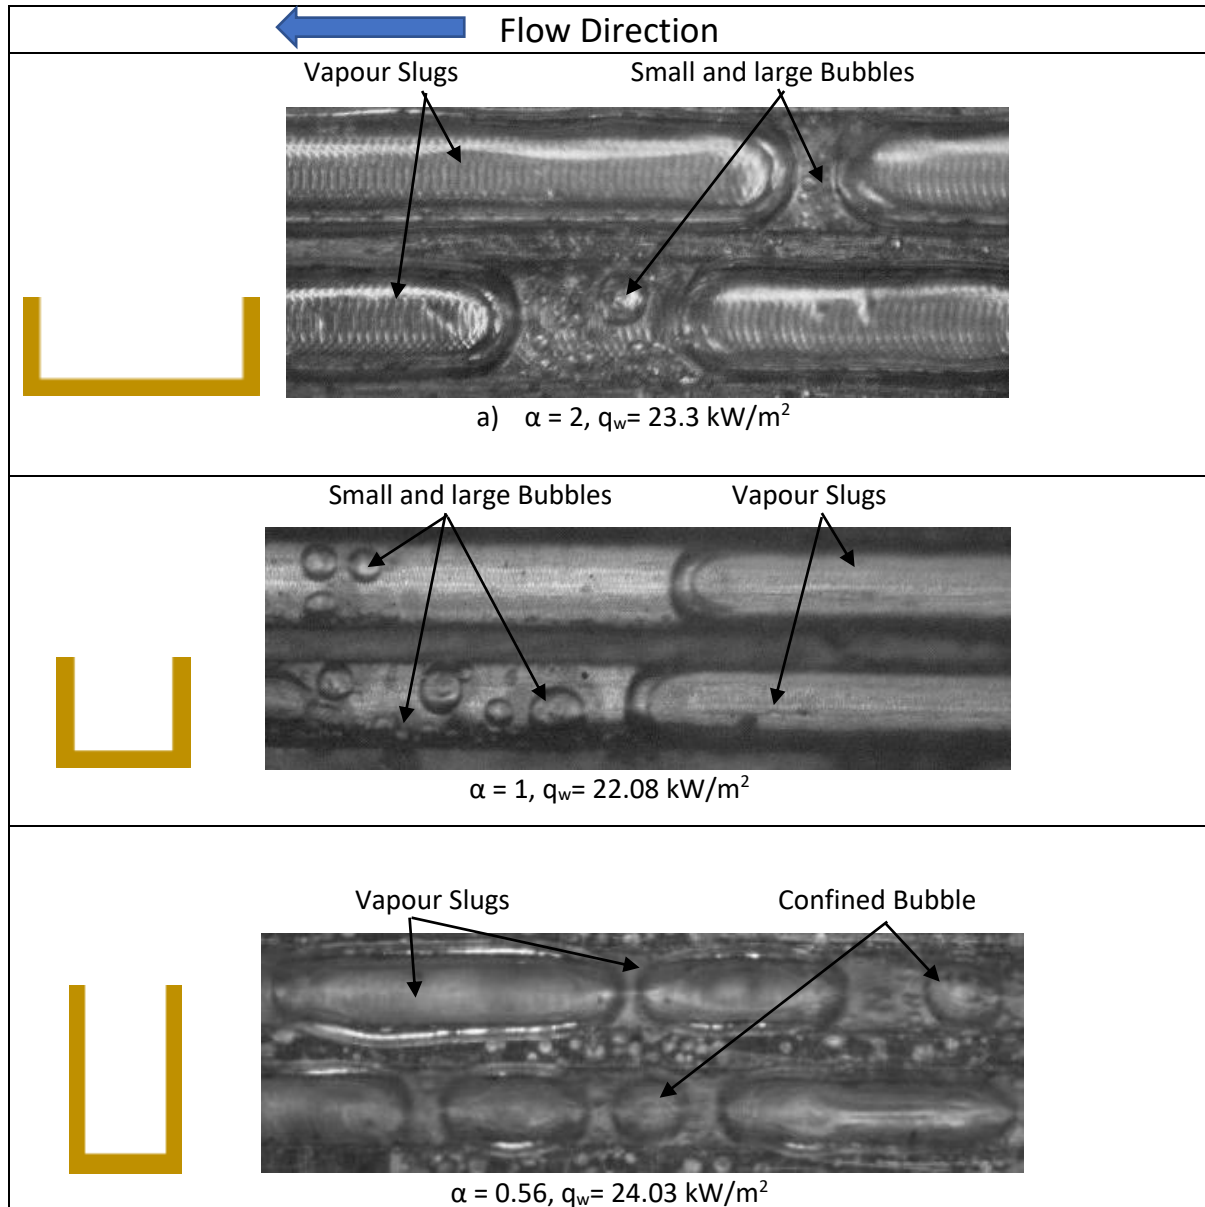 Flow Direction
Vapour Slugs Small and large Bubbles
a) α = 2, qw= 23.3 kW/m²
Small and large Bubbles Vapour Slugs
α = 1, qw= 22.08 kW/m²
Vapour Slugs Confined Bubble
α = 0.56, qw= 24.03 kW/m²